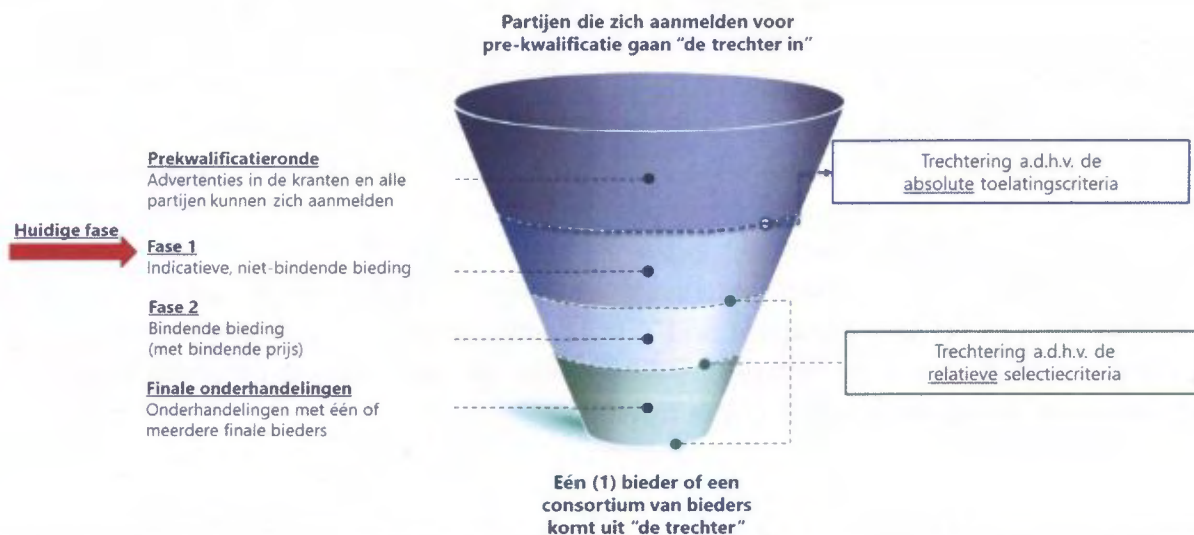 Partijen die zich aanmelden voor
pre-kwalificatie gaan “de trechter in”
Prekwalificatieronde
Advertenties in de kranten en alle
partijen kunnen zich aanmelden
Trechtering a.d.h.v. de
absolute toelatingscriteria
Huidige fase
Fase 1
Indicatieve, niet-bindende bieding
Fase 2
Bindende bieding
(met bindende prijs)
Trechtering a.d.h.v. de
relatieve selectiecriteria
Finale onderhandelingen
Onderhandelingen met één of
meerdere finale bieders
Eén (1) bieder of een
consortium van bieders
komt uit “de trechter”